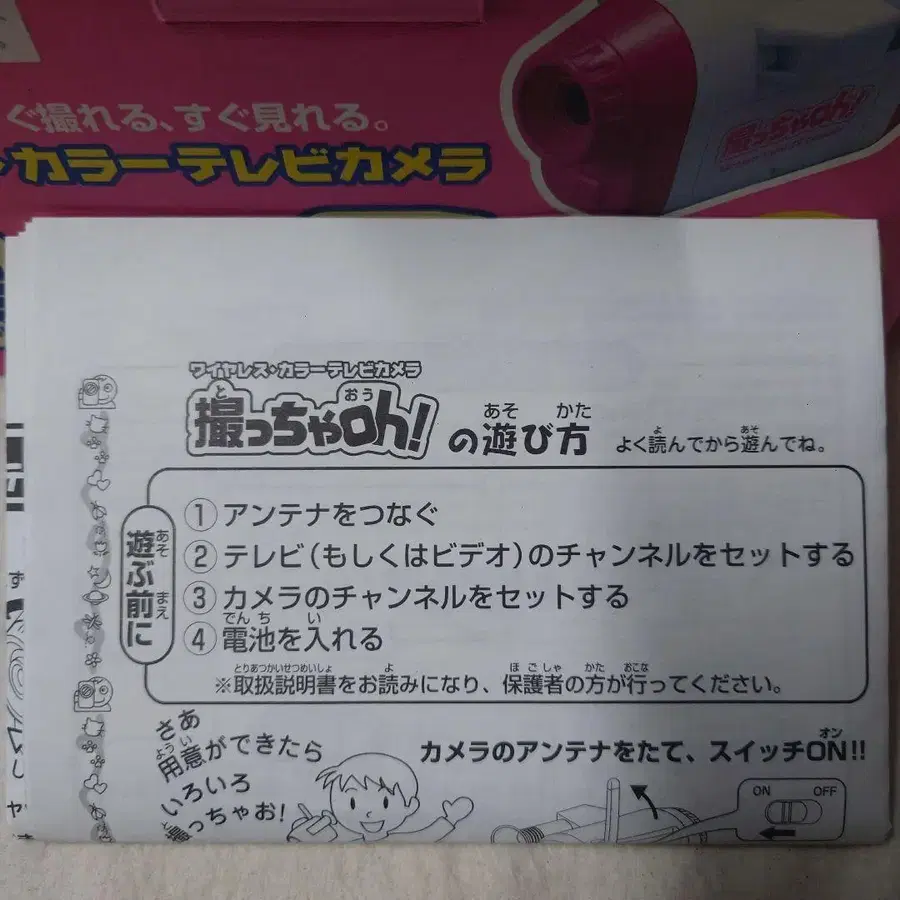 ぐ撮れる、すぐ見れる。
カラーテレビカメラ
撮っちゃoh!
ワイヤレス・カラーテレビカメラ
撮っちゃoh!の遊び方 よく読んでから遊んでね。
遊ぶ前に
①アンテナをつなぐ
②テレビ(もしくはビデオ)のチャンネルをセットする
③カメラのチャンネルをセットする
④電池を入れる
※取扱説明書をお読みになり、保護者の方が行ってください。
さあ
用意ができたら
いろいろ
撮っちゃお!
カメラのアンテナをたて、スイッチON!!
ON OFF